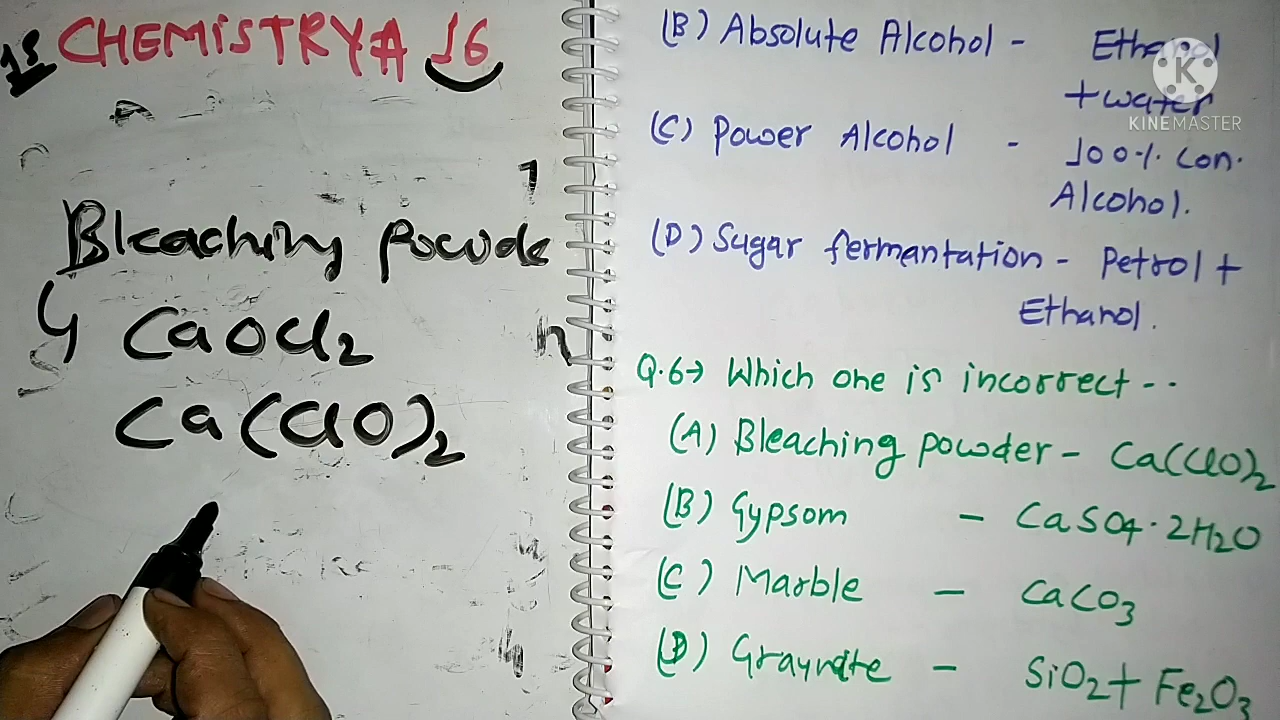 18 CHEMISTRY A 16
Bleaching powde
CaOCl2
Ca(ClO)2
(B) Absolute Alcohol - Ethanol
+water
KINEMASTER
(C) Power Alcohol - 100% con.
Alcohol.
(D) Sugar fermantation - Petrol +
Ethanol.
Q.6→ Which one is incorrect --
(A) Bleaching powder - Ca(ClO)2
(B) Gypsom - CaSO4·2H2O
(C) Marble - CaCO3
(D) Graynite - SiO2+ Fe2O3